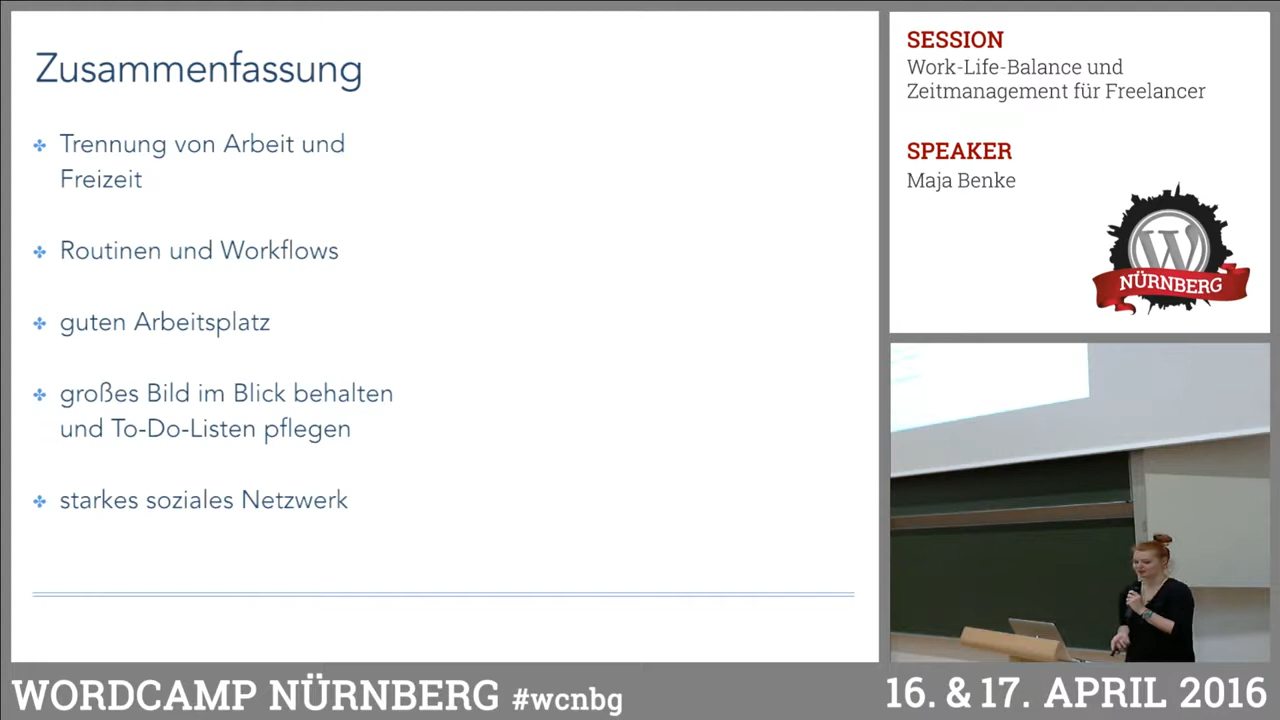 Zusammenfassung
Trennung von Arbeit und
Freizeit
Routinen und Workflows
guten Arbeitsplatz
großes Bild im Blick behalten
und To-Do-Listen pflegen
starkes soziales Netzwerk
SESSION
Work-Life-Balance und
Zeitmanagement für Freelancer
SPEAKER
Maja Benke
W
NÜRNBERG
WORDCAMP NÜRNBERG #wcnbg
16. & 17. APRIL 2016